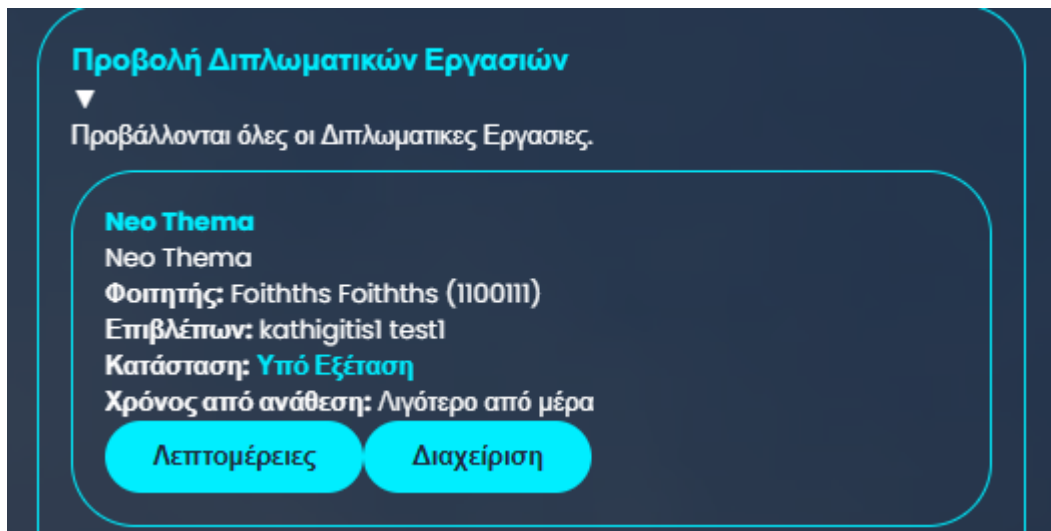 Προβολή Διπλωματικών Εργασιών
▼
Προβάλλονται όλες οι Διπλωματικες Εργασιες.
Neo Thema
Neo Thema
Φοιτητής: Foithths Foithths (1100111)
Επιβλέπων: kathigitis1 test1
Κατάσταση: Υπό Εξέταση
Χρόνος από ανάθεση: Λιγότερο από μέρα
Λεπτομέρειες Διαχείριση